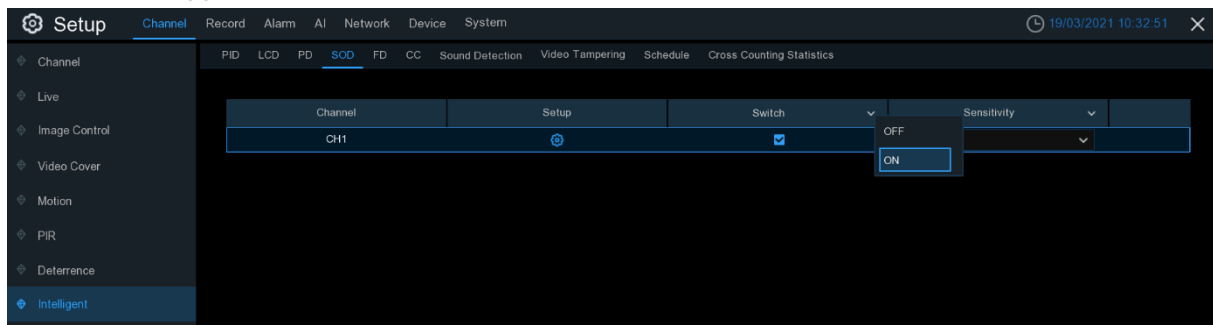 Setup Channel Record Alarm AI Network Device System 19/03/2021 10:32:51
PID LCD PD SOD FD CC Sound Detection Video Tampering Schedule Cross Counting Statistics
Channel
Live
Image Control
Video Cover
Motion
PIR
Deterrence
Intelligent
Channel Setup Switch Sensitivity
CH1
OFF
ON